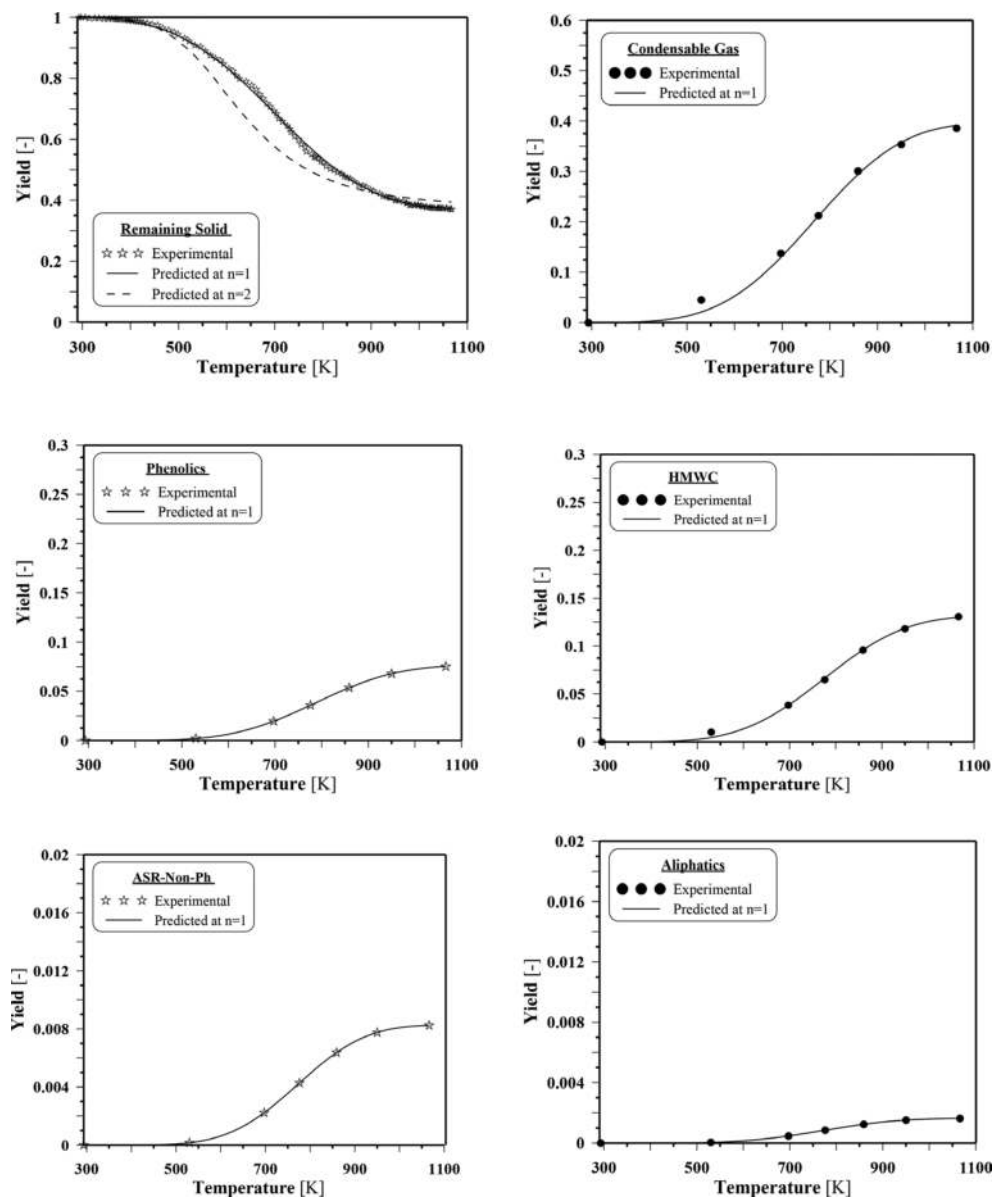 1
0.8
0.6
0.4
0.2
0
Yield [-]
Remaining Solid
Experimental
Predicted at n=1
Predicted at n=2
300 500 700 900 1100
Temperature [K]
0.6
0.5
0.4
0.3
0.2
0.1
0
Yield [-]
Condensable Gas
Experimental
Predicted at n=1
300 500 700 900 1100
Temperature [K]
0.3
0.25
0.2
0.15
0.1
0.05
0
Yield [-]
Phenolics
Experimental
Predicted at n=1
300 500 700 900 1100
Temperature [K]
0.3
0.25
0.2
0.15
0.1
0.05
0
Yield [-]
HMWC
Experimental
Predicted at n=1
300 500 700 900 1100
Temperature [K]
0.02
0.016
0.012
0.008
0.004
0
Yield [-]
ASR-Non-Ph
Experimental
Predicted at n=1
300 500 700 900 1100
Temperature [K]
0.02
0.016
0.012
0.008
0.004
0
Yield [-]
Aliphatics
Experimental
Predicted at n=1
300 500 700 900 1100
Temperature [K]